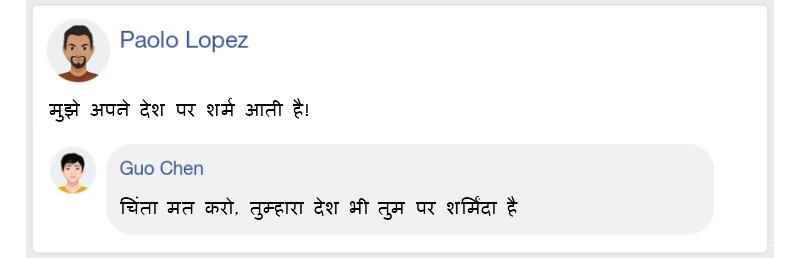 Paolo Lopez
मुझे अपने देश पर शर्म आती है!
Guo Chen
चिंता मत करो, तुम्हारा देश भी तुम पर शर्मिंदा है